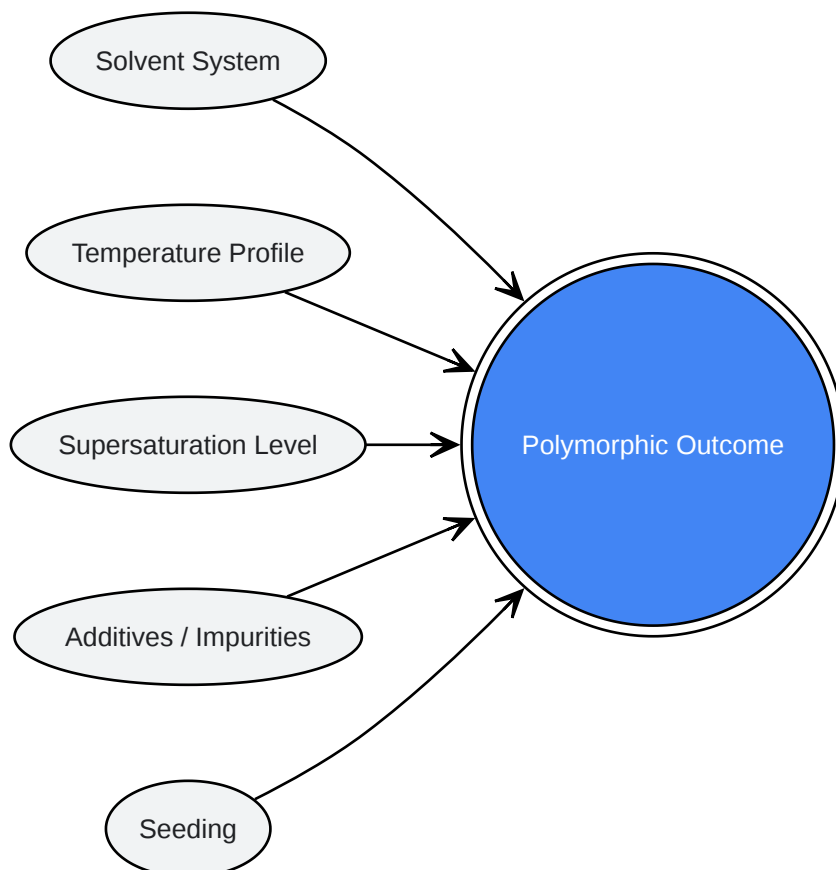 Solvent System
Temperature Profile
Supersaturation Level
Polymorphic Outcome
Additives / Impurities
Seeding